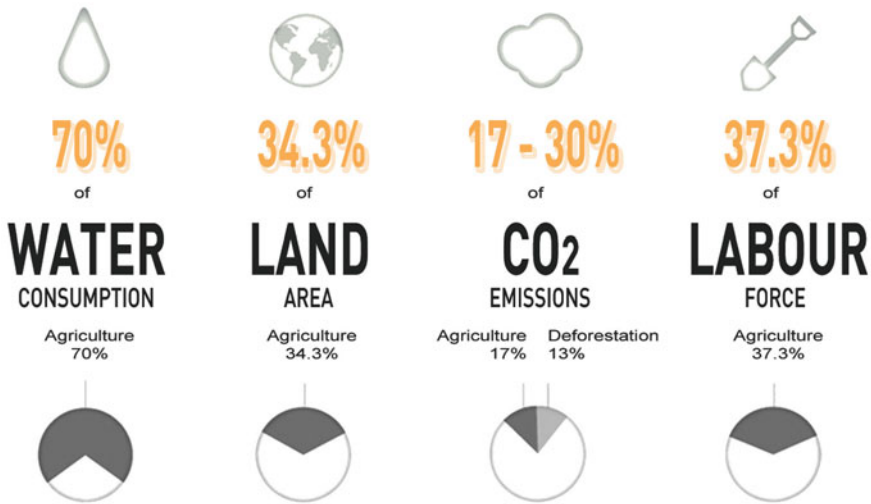 70%
of
WATER
CONSUMPTION
Agriculture
70%
34.3%
of
LAND
AREA
Agriculture
34.3%
17 - 30%
of
CO2
EMISSIONS
Agriculture
17%
Deforestation
13%
37.3%
of
LABOUR
FORCE
Agriculture
37.3%